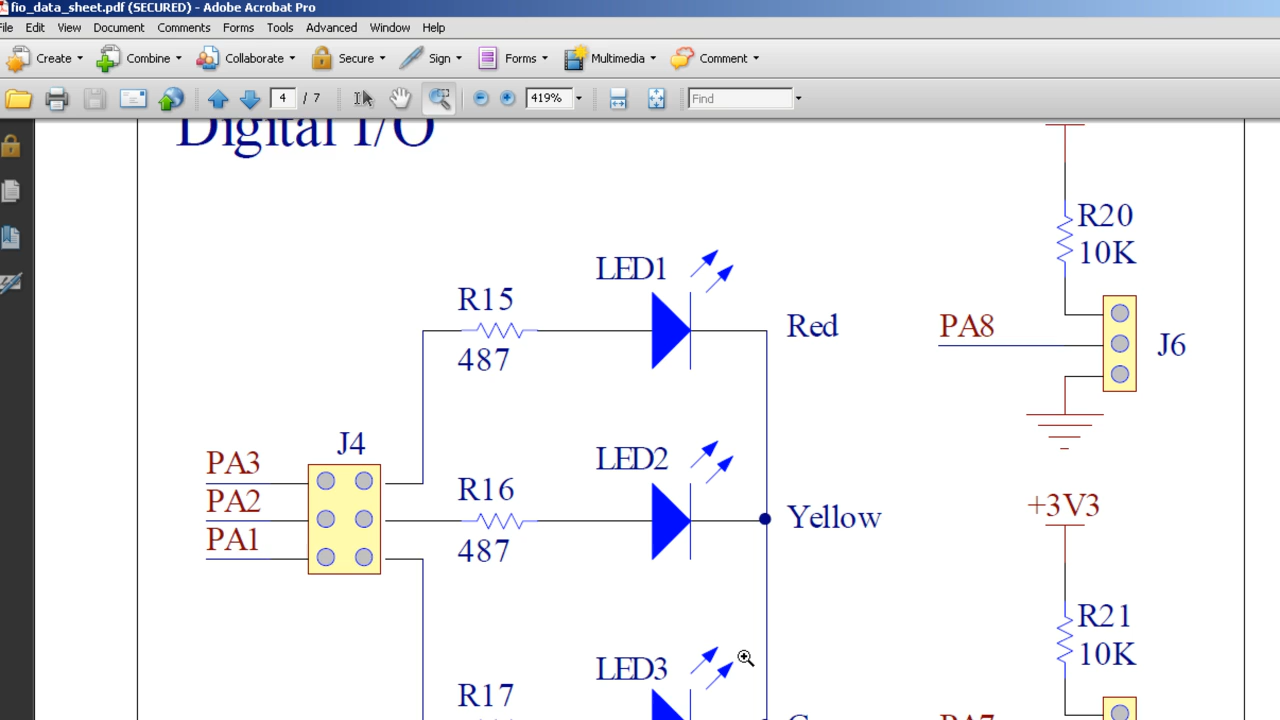 fio_data_sheet.pdf (SECURED) - Adobe Acrobat Pro
File Edit View Document Comments Forms Tools Advanced Window Help
Create Combine Collaborate Secure Sign Forms Multimedia Comment
4 / 7 419% Find
Digital I/O
R20
10K
LED1
R15
487
Red
PA8
J6
J4
PA3
PA2
PA1
LED2
R16
487
Yellow
+3V3
R21
10K
LED3
R17
PA7